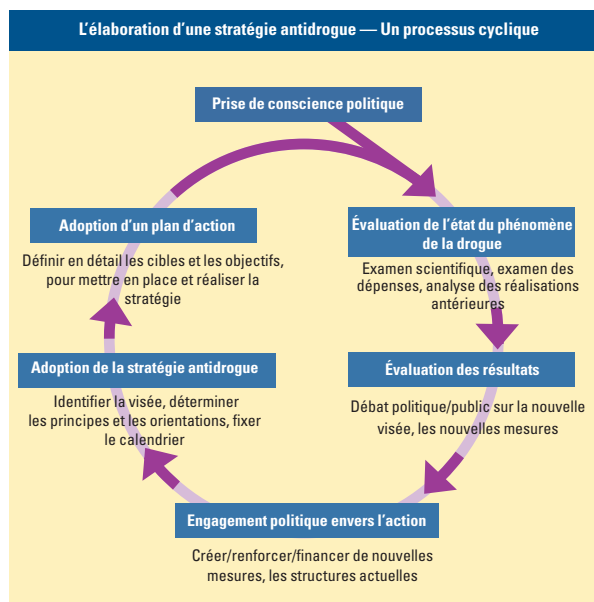 L'élaboration d'une stratégie antidrogue — Un processus cyclique
Prise de conscience politique
Évaluation de l'état du phénomène
de la drogue
Examen scientifique, examen des
dépenses, analyse des réalisations
antérieures
Évaluation des résultats
Débat politique/public sur la nouvelle
visée, les nouvelles mesures
Engagement politique envers l'action
Créer/renforcer/financer de nouvelles
mesures, les structures actuelles
Adoption de la stratégie antidrogue
Identifier la visée, déterminer
les principes et les orientations, fixer
le calendrier
Adoption d'un plan d'action
Définir en détail les cibles et les objectifs,
pour mettre en place et réaliser la
stratégie